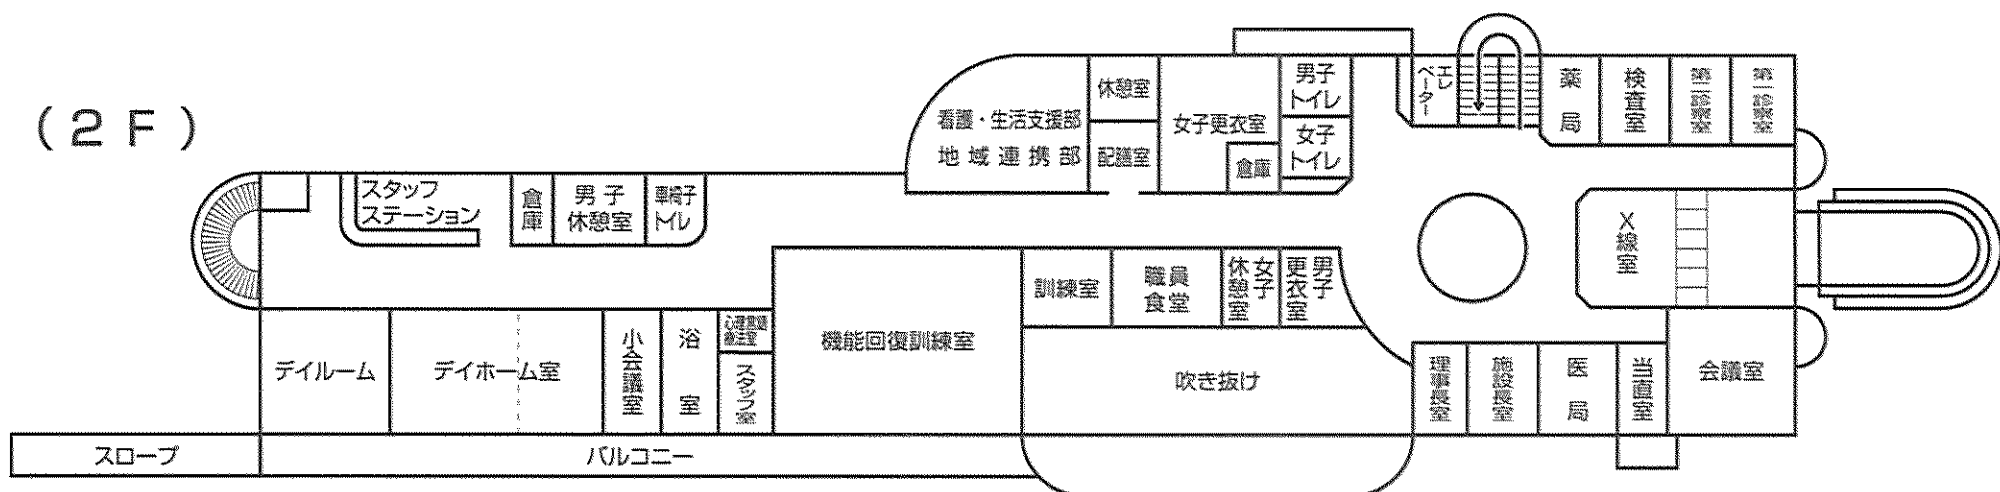 (2F)
看護・生活支援部
地域連携部
休憩室
配議室
女子更衣室
倉庫
男子
トイレ
女子
トイレ
エレ
ベーター
薬局
検査室
第二診察室
第一診察室
スタッフ
ステーション
倉庫
男子
休憩室
車椅子
トイレ
X線室
機能回復訓練室
訓練室
職員
食堂
女子
休憩室
男子
更衣室
吹き抜け
デイルーム
デイホーム室
小会議室
浴室
スタッフ室
理事長室
施設長室
医局
当直室
会議室
スロープ
バルコニー